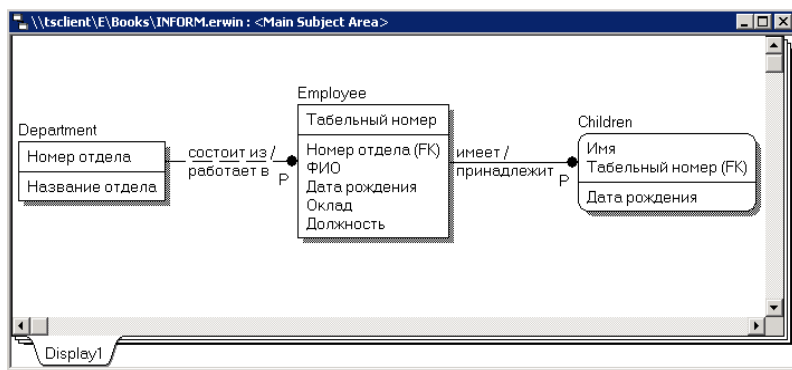 \\tsclient\E\Books\INFORM.erwin : <Main Subject Area>
Department
Номер отдела
Название отдела
состоит из /
работает в
P
Employee
Табельный номер
Номер отдела (FK)
ФИО
Дата рождения
Оклад
Должность
имеет /
принадлежит
P
Children
Имя
Табельный номер (FK)
Дата рождения
Display1